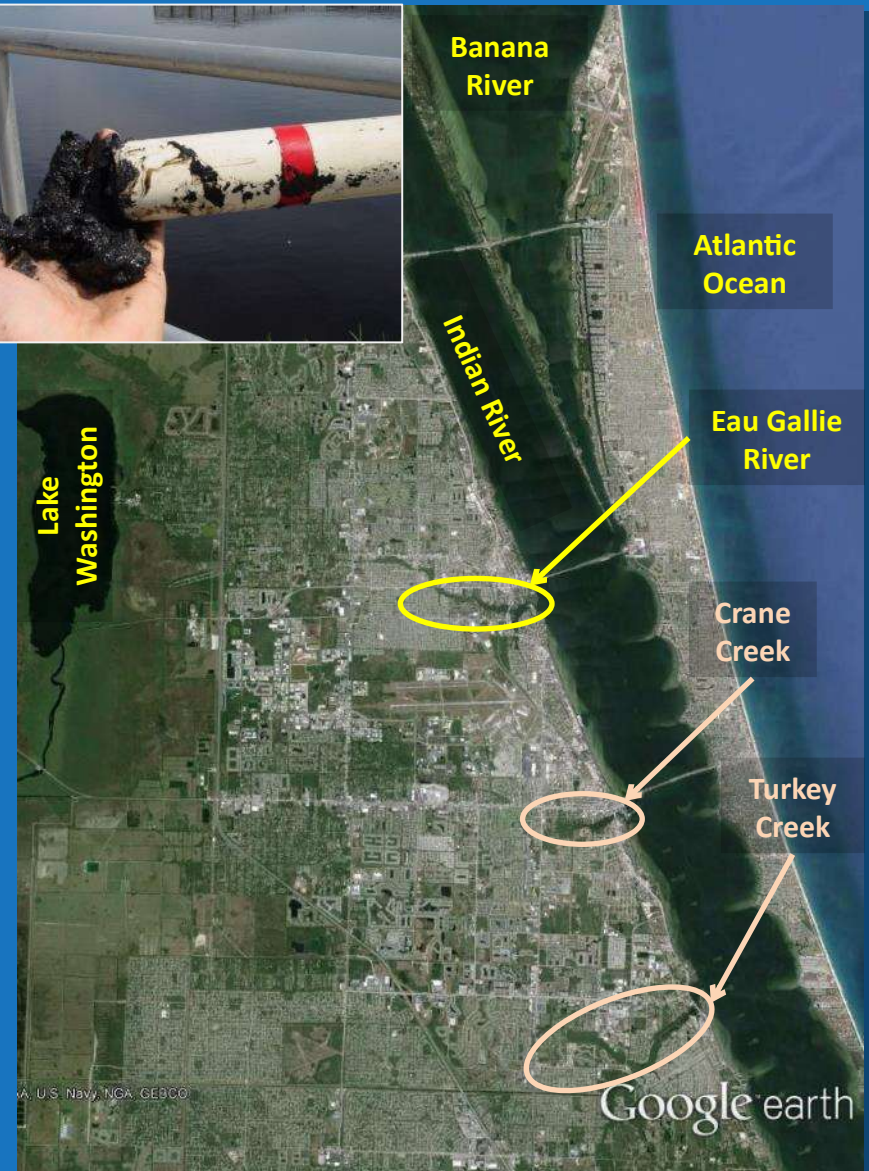 Banana
River
Atlantic
Ocean
Indian River
Eau Gallie
River
Lake
Washington
Crane
Creek
Turkey
Creek
A, U.S. Navy, NGA, GEBCO
Google earth